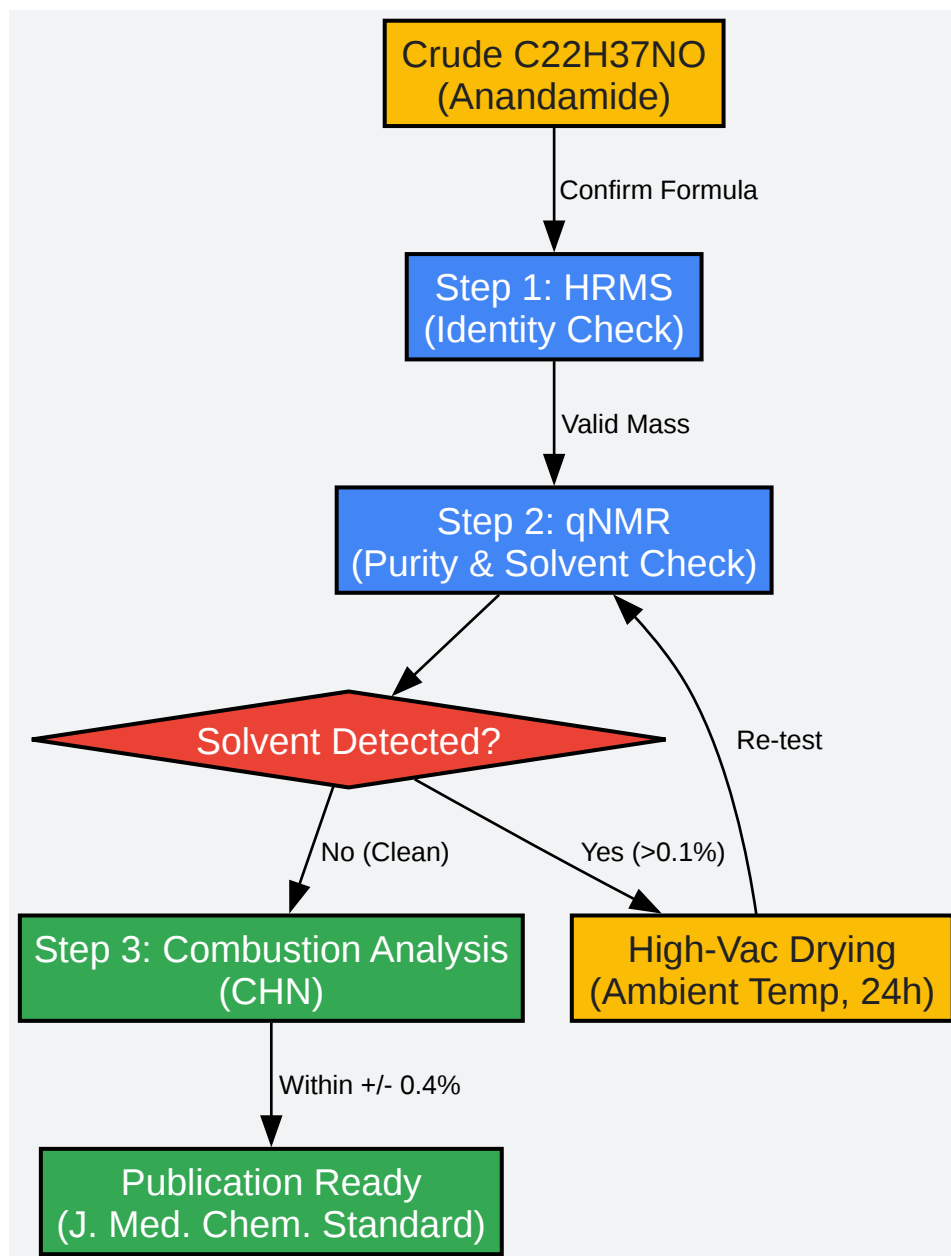 Crude C22H37NO
(Anandamide)
Confirm Formula
Step 1: HRMS
(Identity Check)
Valid Mass
Step 2: qNMR
(Purity & Solvent Check)
Solvent Detected?
Re-test
No (Clean)
Yes (>0.1%)
Step 3: Combustion Analysis
(CHN)
High-Vac Drying
(Ambient Temp, 24h)
Within +/- 0.4%
Publication Ready
(J. Med. Chem. Standard)